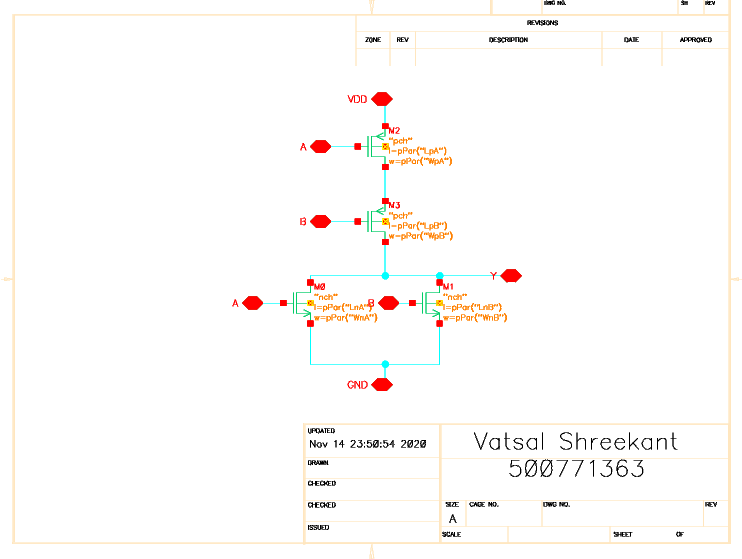 DWG NO.
SH
REV
REVISIONS
ZONE
REV
DESCRIPTION
DATE
APPROVED
VDD
M2
"pch"
l=pPar("LpA")
w=pPar("WpA")
A
M3
"pch"
l=pPar("LpB")
w=pPar("WpB")
B
Y
M0
"nch"
l=pPar("LnA")
w=pPar("WnA")
A
M1
"nch"
l=pPar("LnB")
w=pPar("WnB")
B
GND
UPDATED
Nov 14 23:50:54 2020
DRAWN
CHECKED
CHECKED
ISSUED
Vatsal Shreekant
500771363
SIZE
A
CAGE NO.
DWG NO.
REV
SCALE
SHEET
OF